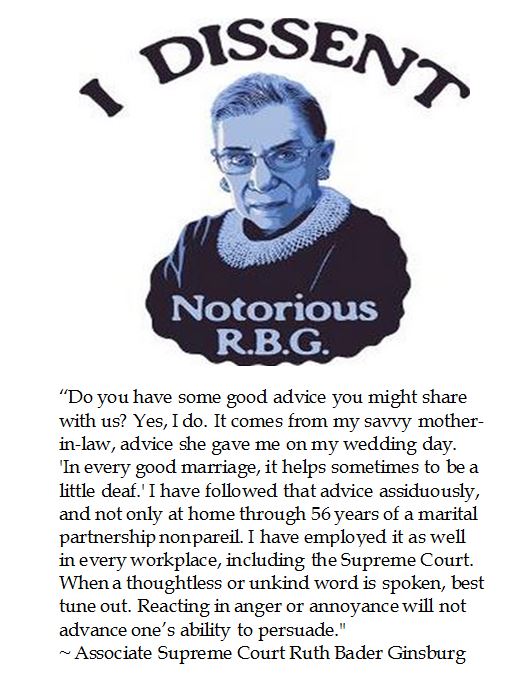 I DISSENT
Notorious
R.B.G.
“Do you have some good advice you might share
with us? Yes, I do. It comes from my savvy mother-
in-law, advice she gave me on my wedding day.
'In every good marriage, it helps sometimes to be a
little deaf.' I have followed that advice assiduously,
and not only at home through 56 years of a marital
partnership nonpareil. I have employed it as well
in every workplace, including the Supreme Court.
When a thoughtless or unkind word is spoken, best
tune out. Reacting in anger or annoyance will not
advance one’s ability to persuade."
~ Associate Supreme Court Ruth Bader Ginsburg